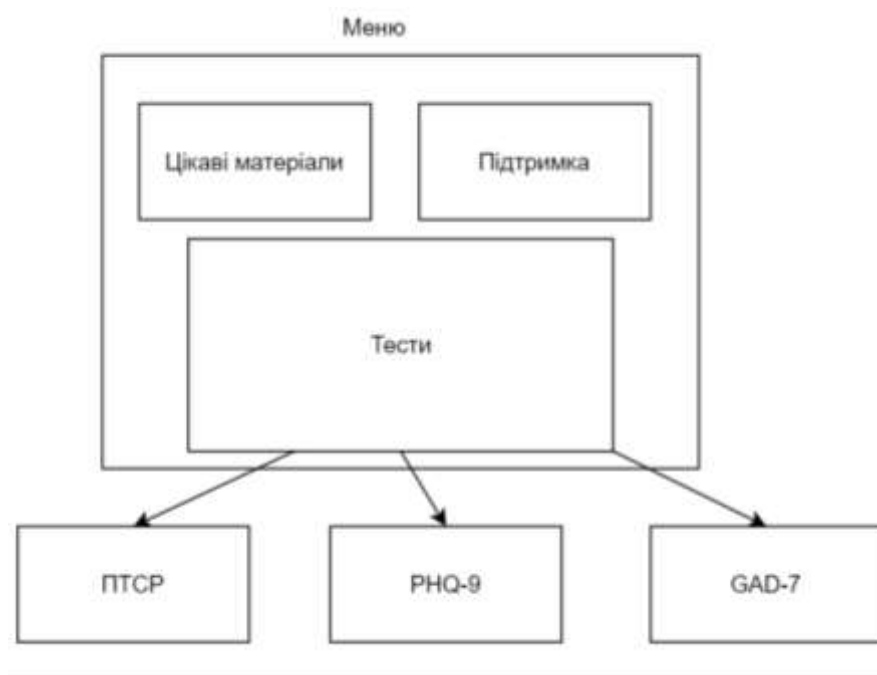 Меню
Цікаві матеріали
Підтримка
Тести
ПТСР
PHQ-9
GAD-7